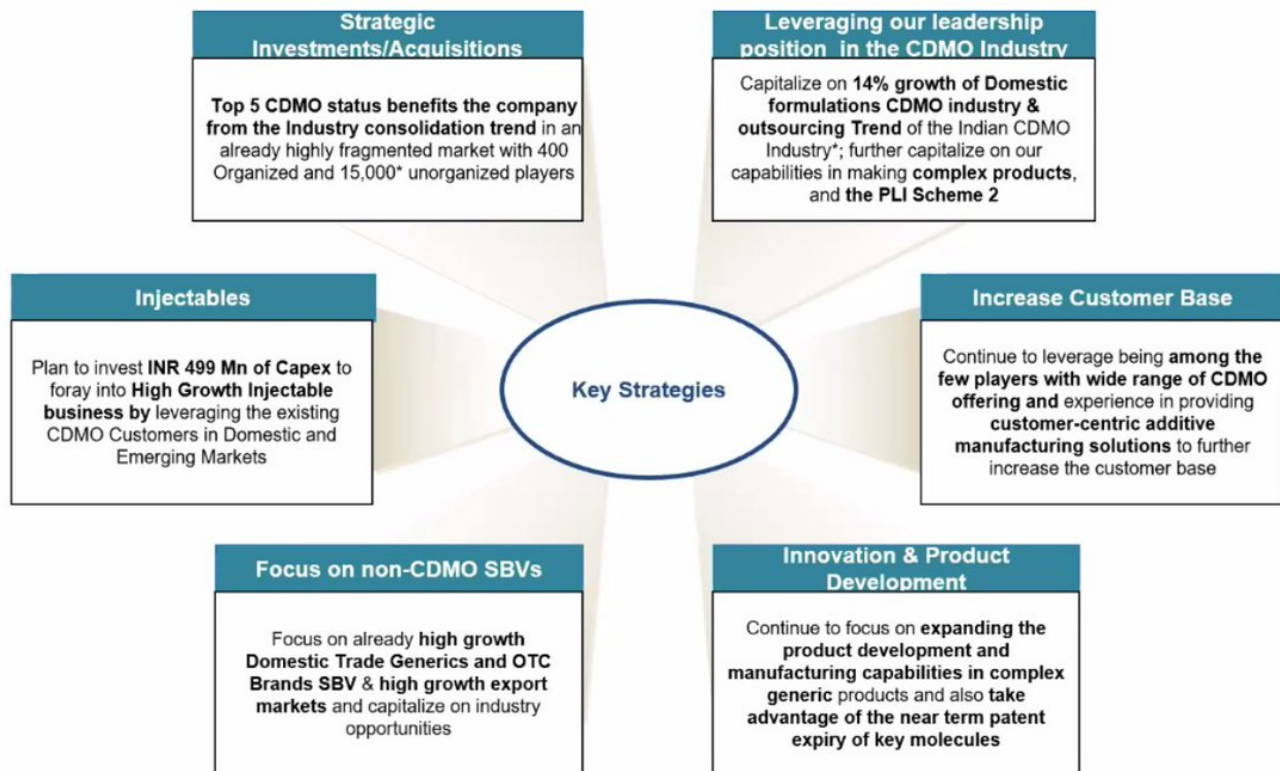 Strategic
Investments/Acquisitions
Top 5 CDMO status benefits the company
from the Industry consolidation trend in an
already highly fragmented market with 400
Organized and 15,000* unorganized players
Leveraging our leadership
position in the CDMO Industry
Capitalize on 14% growth of Domestic
formulations CDMO industry &
outsourcing Trend of the Indian CDMO
Industry*; further capitalize on our
capabilities in making complex products,
and the PLI Scheme 2
Injectables
Plan to invest INR 499 Mn of Capex to
foray into High Growth Injectable
business by leveraging the existing
CDMO Customers in Domestic and
Emerging Markets
Key Strategies
Increase Customer Base
Continue to leverage being among the
few players with wide range of CDMO
offering and experience in providing
customer-centric additive
manufacturing solutions to further
increase the customer base
Focus on non-CDMO SBVs
Focus on already high growth
Domestic Trade Generics and OTC
Brands SBV & high growth export
markets and capitalize on industry
opportunities
Innovation & Product
Development
Continue to focus on expanding the
product development and
manufacturing capabilities in complex
generic products and also take
advantage of the near term patent
expiry of key molecules